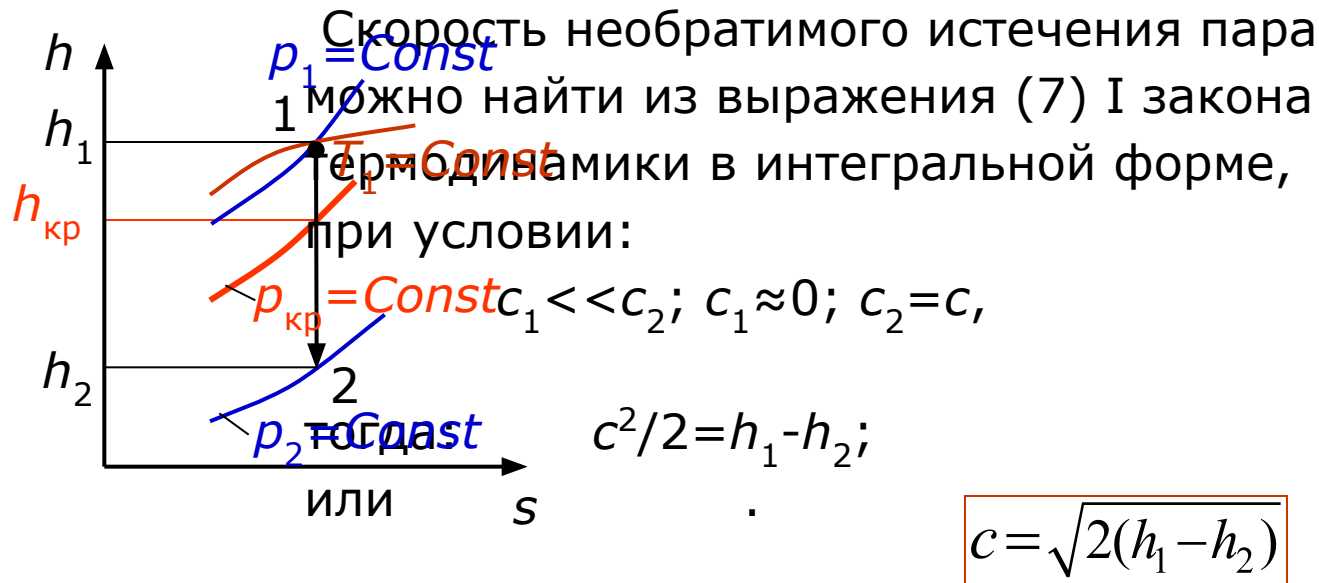 Скорость необратимого истечения пара
можно найти из выражения (7) I закона
термодинамики в интегральной форме,
при условии:
c₁<<c₂; c₁≈0; c₂=c,
тогда: c²/2=h₁-h₂;
или .
c=√2(h₁−h₂)
h
p₁=Const
1
h₁
T₁=Const
hкр
pкр=Const
h₂
2
p₂=Const
s